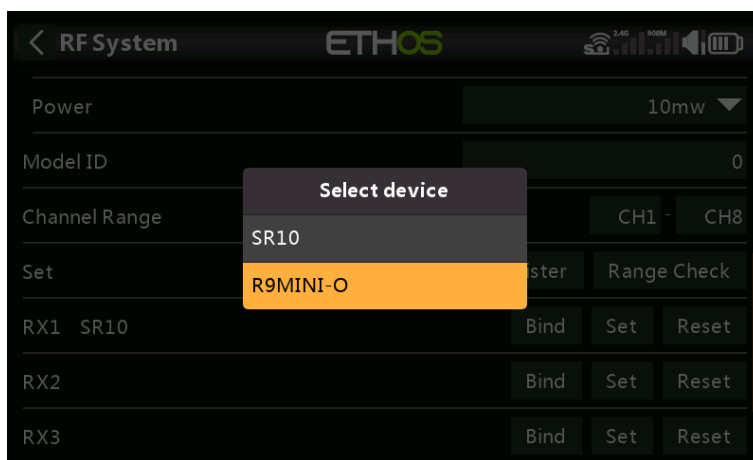 RF System ETHOS 2.4G 900M
Power 10mw
Model ID 0
Select device
Channel Range CH1 - CH8
SR10
Set ister Range Check
R9MINI-O
RX1 SR10 Bind Set Reset
RX2 Bind Set Reset
RX3 Bind Set Reset